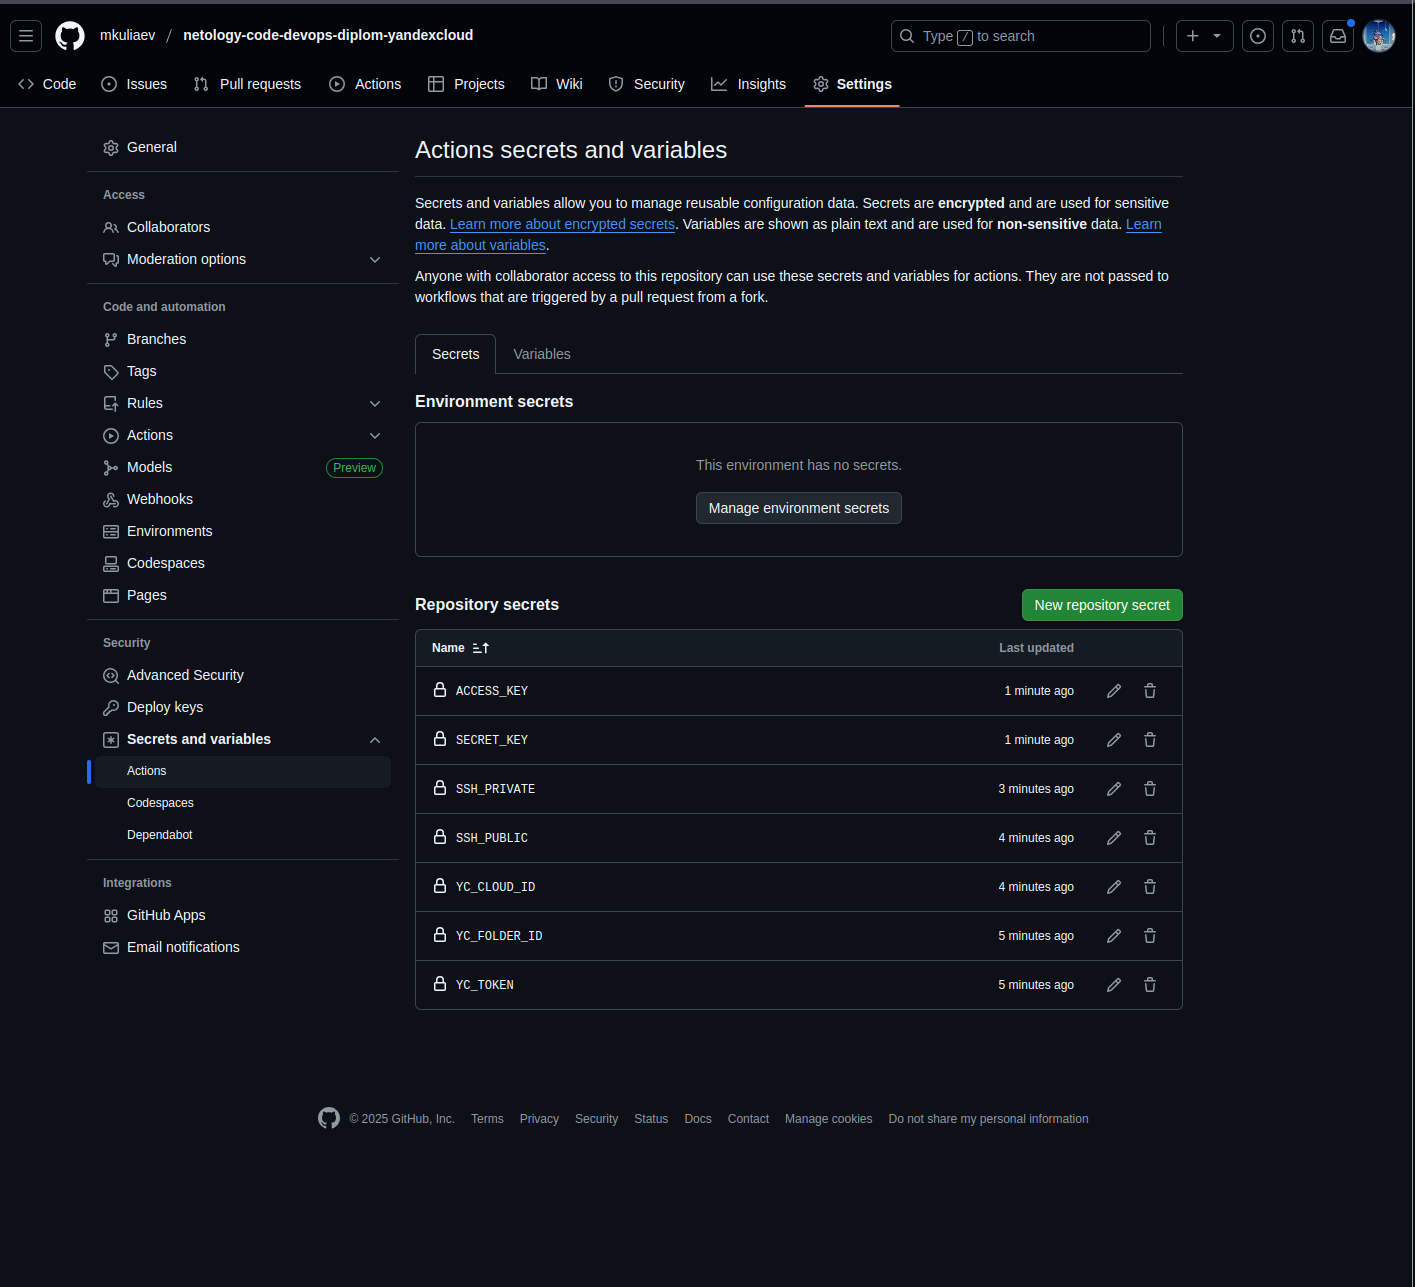 mkuliaev / netology-code-devops-diplom-yandexcloud
Type / to search
Code Issues Pull requests Actions Projects Wiki Security Insights Settings
General
Access
Collaborators
Moderation options
Code and automation
Branches
Tags
Rules
Actions
Models Preview
Webhooks
Environments
Codespaces
Pages
Security
Advanced Security
Deploy keys
Secrets and variables
Actions
Codespaces
Dependabot
Integrations
GitHub Apps
Email notifications
Actions secrets and variables
Secrets and variables allow you to manage reusable configuration data. Secrets are encrypted and are used for sensitive
data. Learn more about encrypted secrets. Variables are shown as plain text and are used for non-sensitive data. Learn
more about variables.
Anyone with collaborator access to this repository can use these secrets and variables for actions. They are not passed to
workflows that are triggered by a pull request from a fork.
Secrets Variables
Environment secrets
This environment has no secrets.
Manage environment secrets
Repository secrets New repository secret
Name Last updated
ACCESS_KEY 1 minute ago
SECRET_KEY 1 minute ago
SSH_PRIVATE 3 minutes ago
SSH_PUBLIC 4 minutes ago
YC_CLOUD_ID 4 minutes ago
YC_FOLDER_ID 5 minutes ago
YC_TOKEN 5 minutes ago
© 2025 GitHub, Inc. Terms Privacy Security Status Docs Contact Manage cookies Do not share my personal information